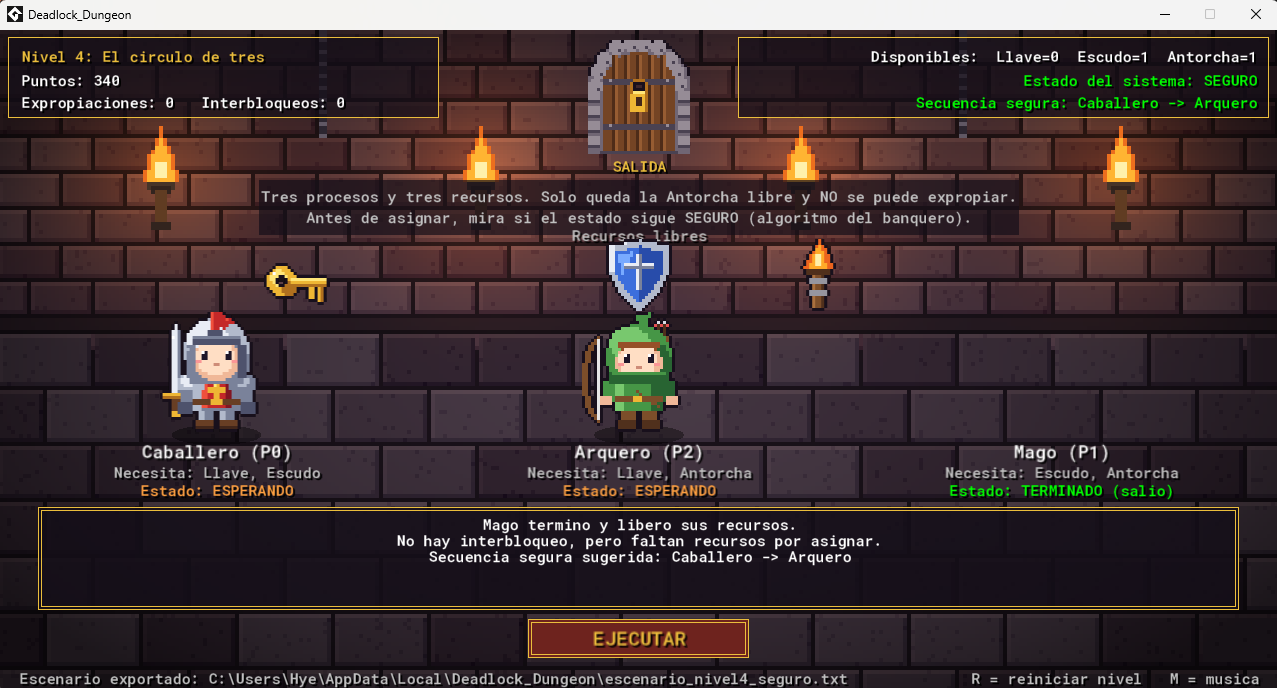 Deadlock_Dungeon
Nivel 4: El circulo de tres
Puntos: 340
Expropiaciones: 0 Interbloqueos: 0
Disponibles: Llave=0 Escudo=1 Antorcha=1
Estado del sistema: SEGURO
Secuencia segura: Caballero -> Arquero
SALIDA
Tres procesos y tres recursos. Solo queda la Antorcha libre y NO se puede expropiar.
Antes de asignar, mira si el estado sigue SEGURO (algoritmo del banquero).
Recursos libres
Caballero (P0)
Necesita: Llave, Escudo
Estado: ESPERANDO
Arquero (P2)
Necesita: Llave, Antorcha
Estado: ESPERANDO
Mago (P1)
Necesita: Escudo, Antorcha
Estado: TERMINADO (salio)
Mago termino y libero sus recursos.
No hay interbloqueo, pero faltan recursos por asignar.
Secuencia segura sugerida: Caballero -> Arquero
EJECUTAR
Escenario exportado: C:\Users\Hye\AppData\Local\Deadlock_Dungeon\escenario_nivel4_seguro.txt
R = reiniciar nivel M = musica